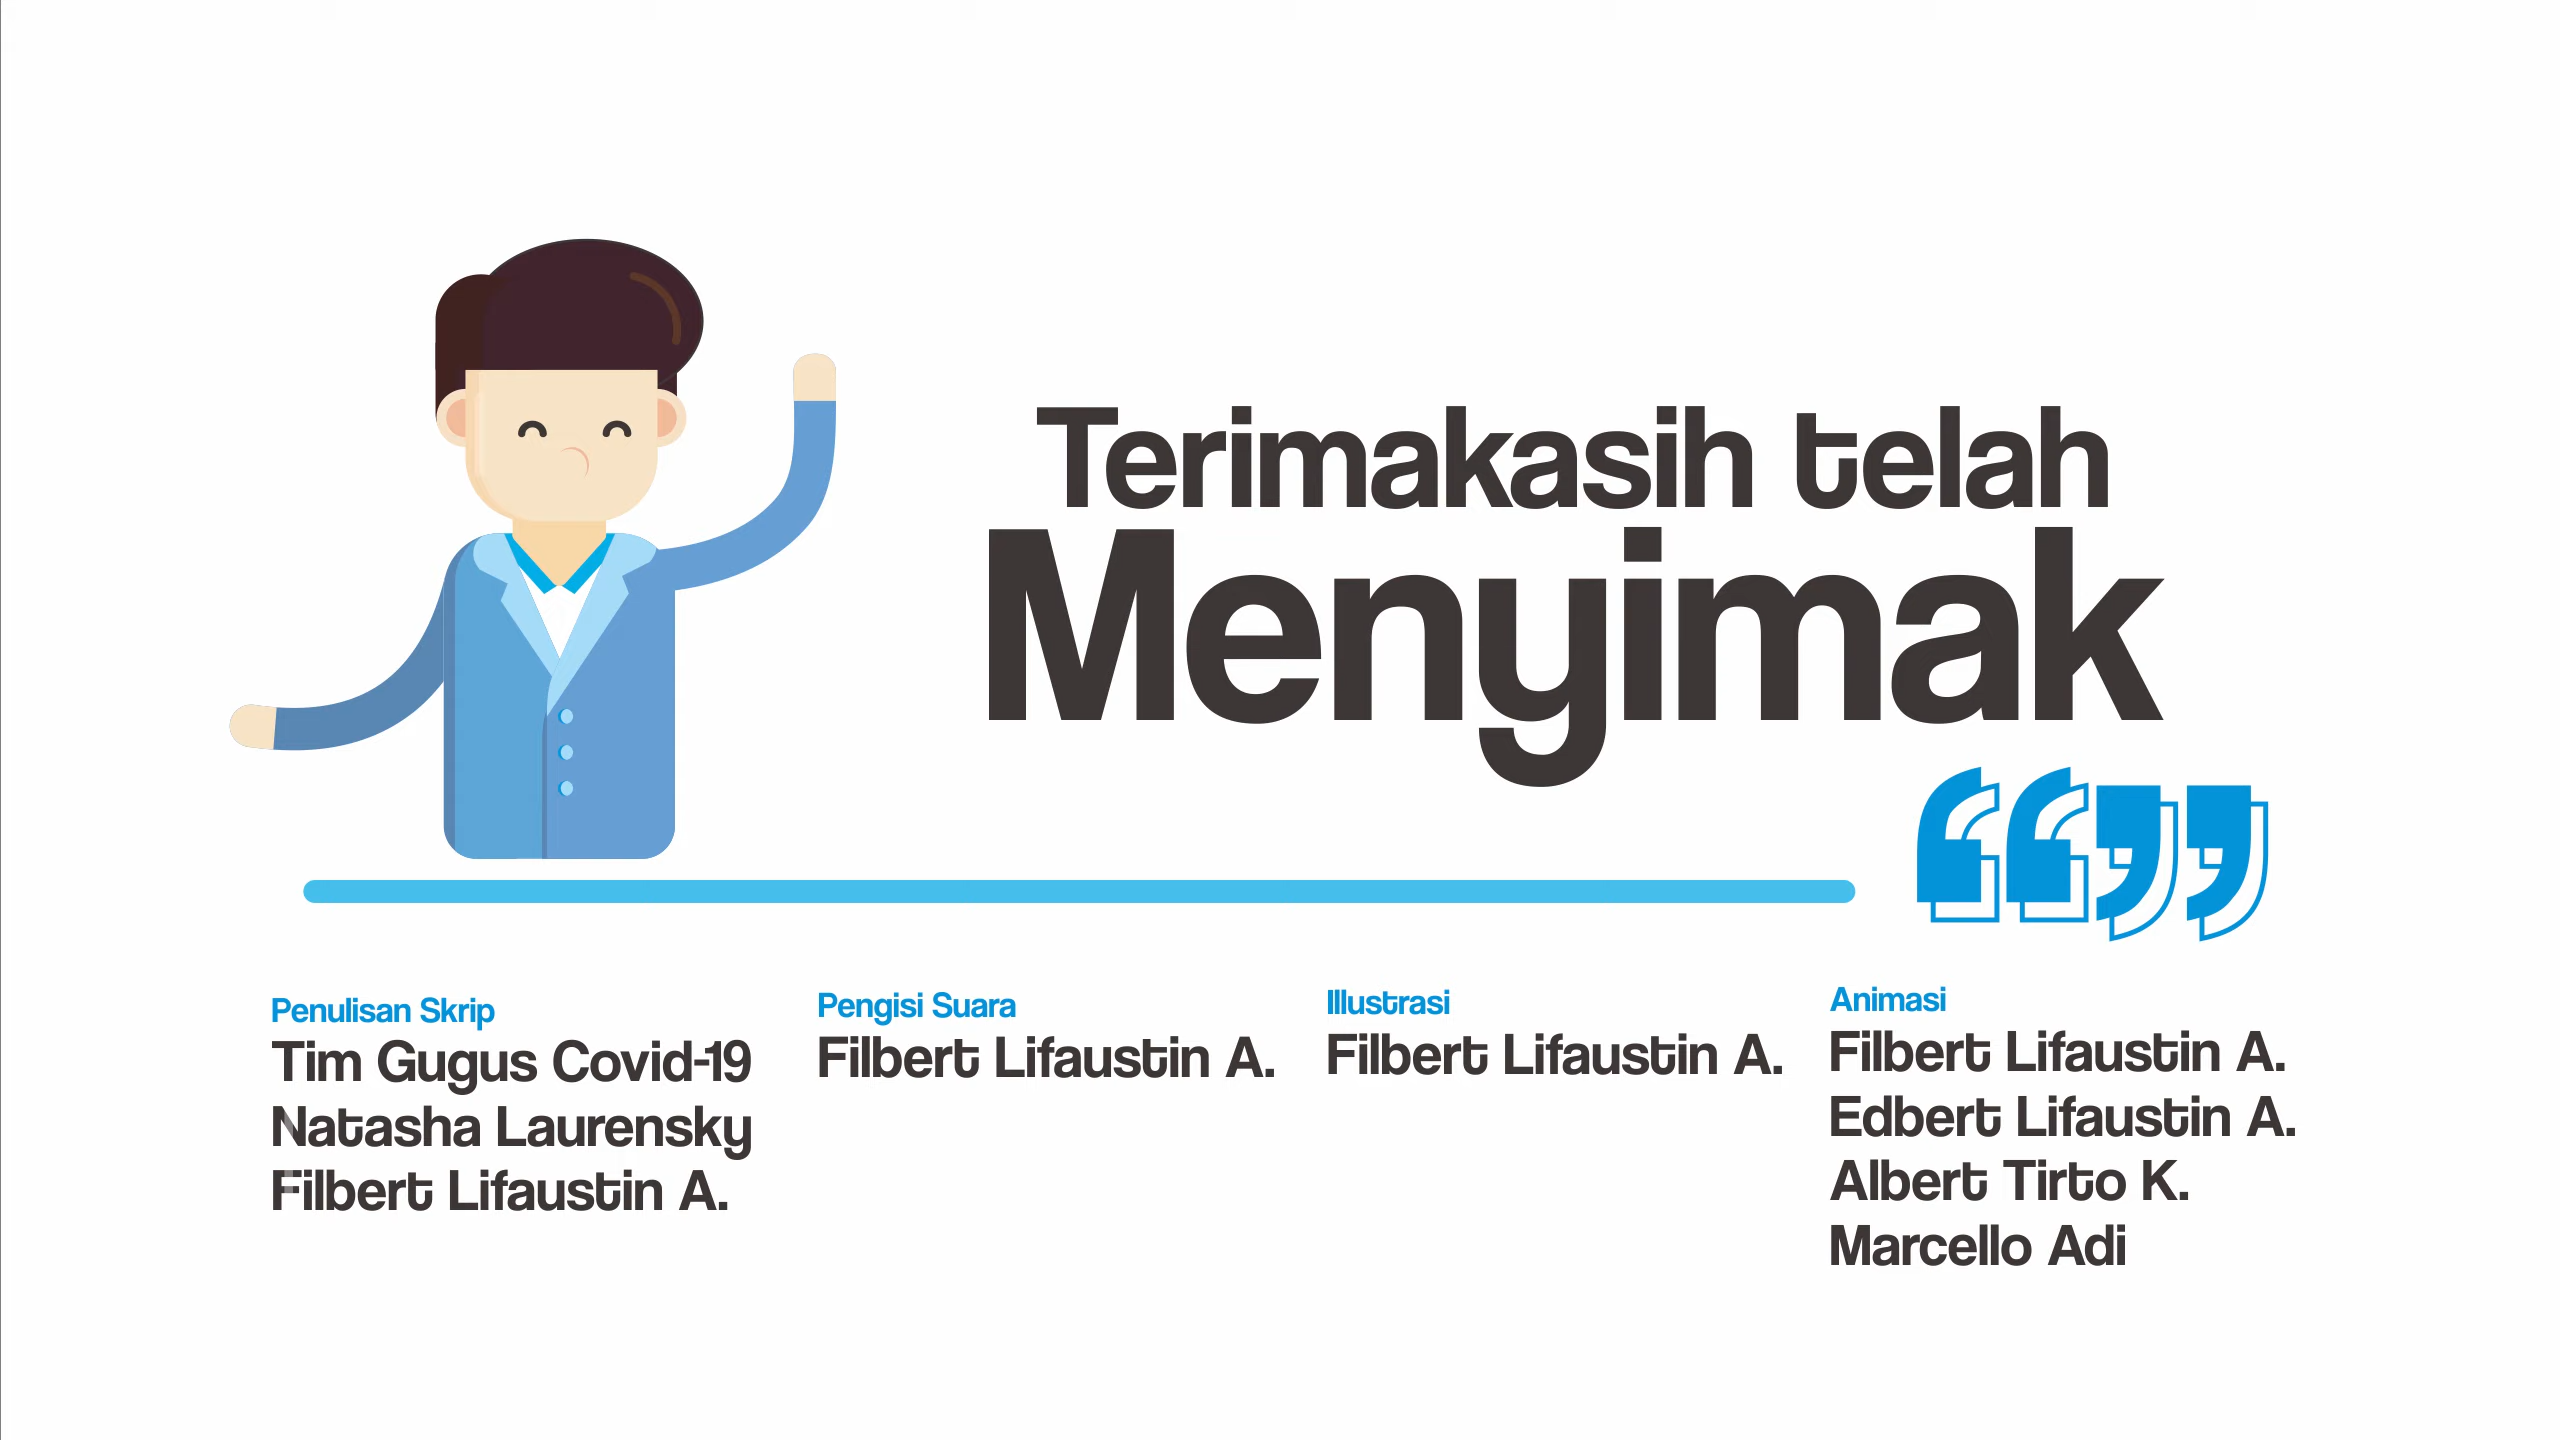 Terimakasih telah
Menyimak
Penulisan Skrip
Tim Gugus Covid-19
Natasha Laurensky
Filbert Lifaustin A.
Pengisi Suara
Filbert Lifaustin A.
Illustrasi
Filbert Lifaustin A.
Animasi
Filbert Lifaustin A.
Edbert Lifaustin A.
Albert Tirto K.
Marcello Adi